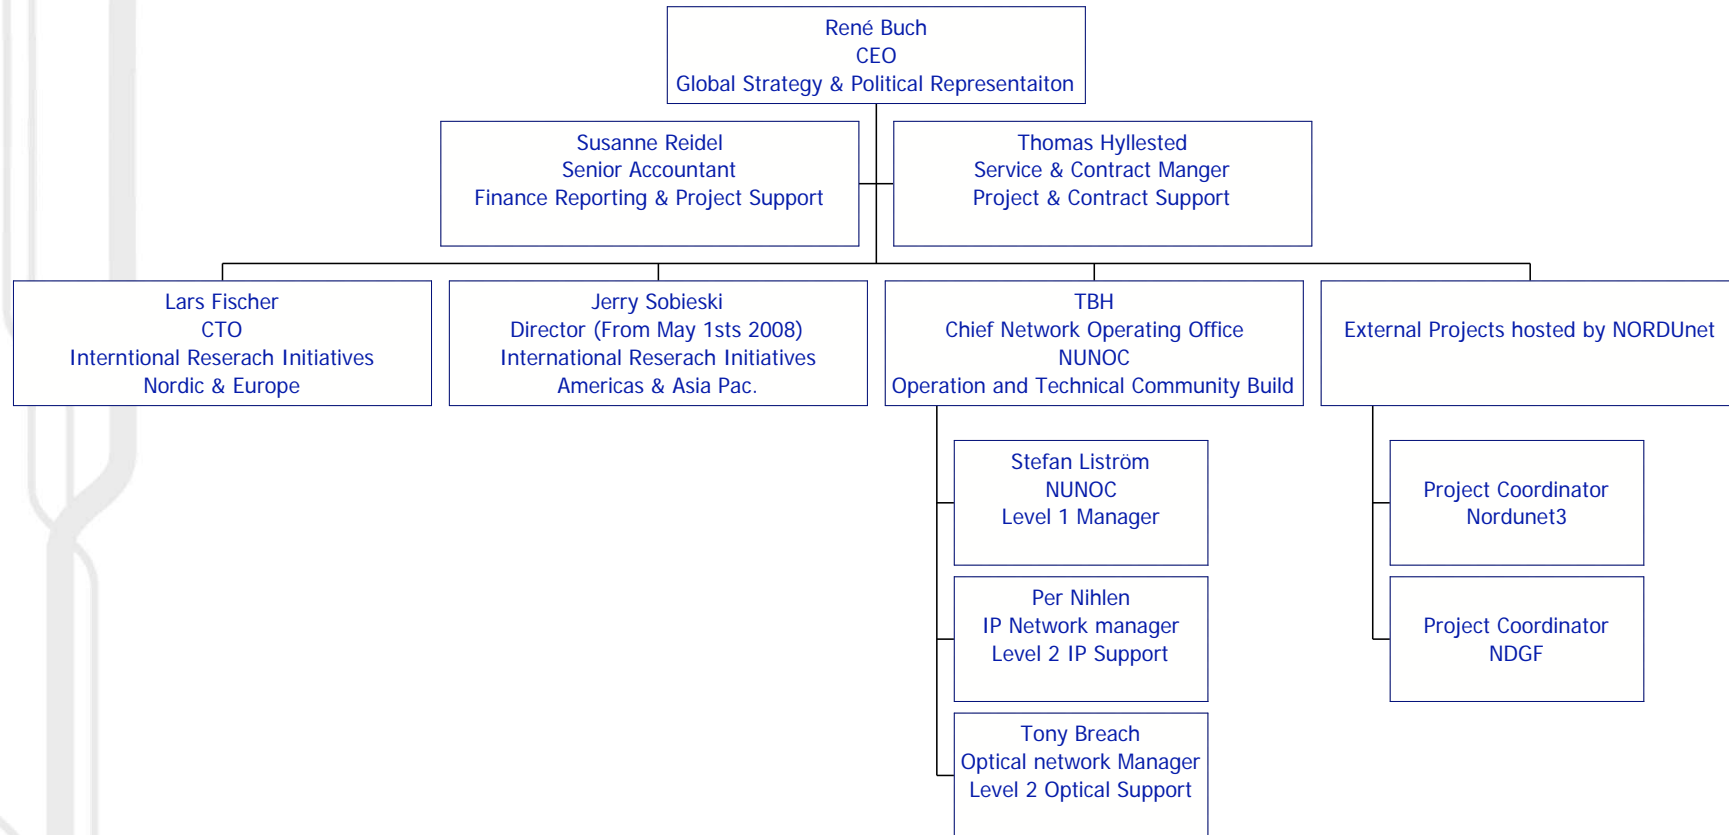 René Buch
CEO
Global Strategy & Political Representaiton
Susanne Reidel
Senior Accountant
Finance Reporting & Project Support
Thomas Hyllested
Service & Contract Manger
Project & Contract Support
Lars Fischer
CTO
Interntional Reserach Initiatives
Nordic & Europe
Jerry Sobieski
Director (From May 1sts 2008)
International Reserach Initiatives
Americas & Asia Pac.
TBH
Chief Network Operating Office
NUNOC
Operation and Technical Community Build
External Projects hosted by NORDUnet
Stefan Liström
NUNOC
Level 1 Manager
Per Nihlen
IP Network manager
Level 2 IP Support
Tony Breach
Optical network Manager
Level 2 Optical Support
Project Coordinator
Nordunet3
Project Coordinator
NDGF